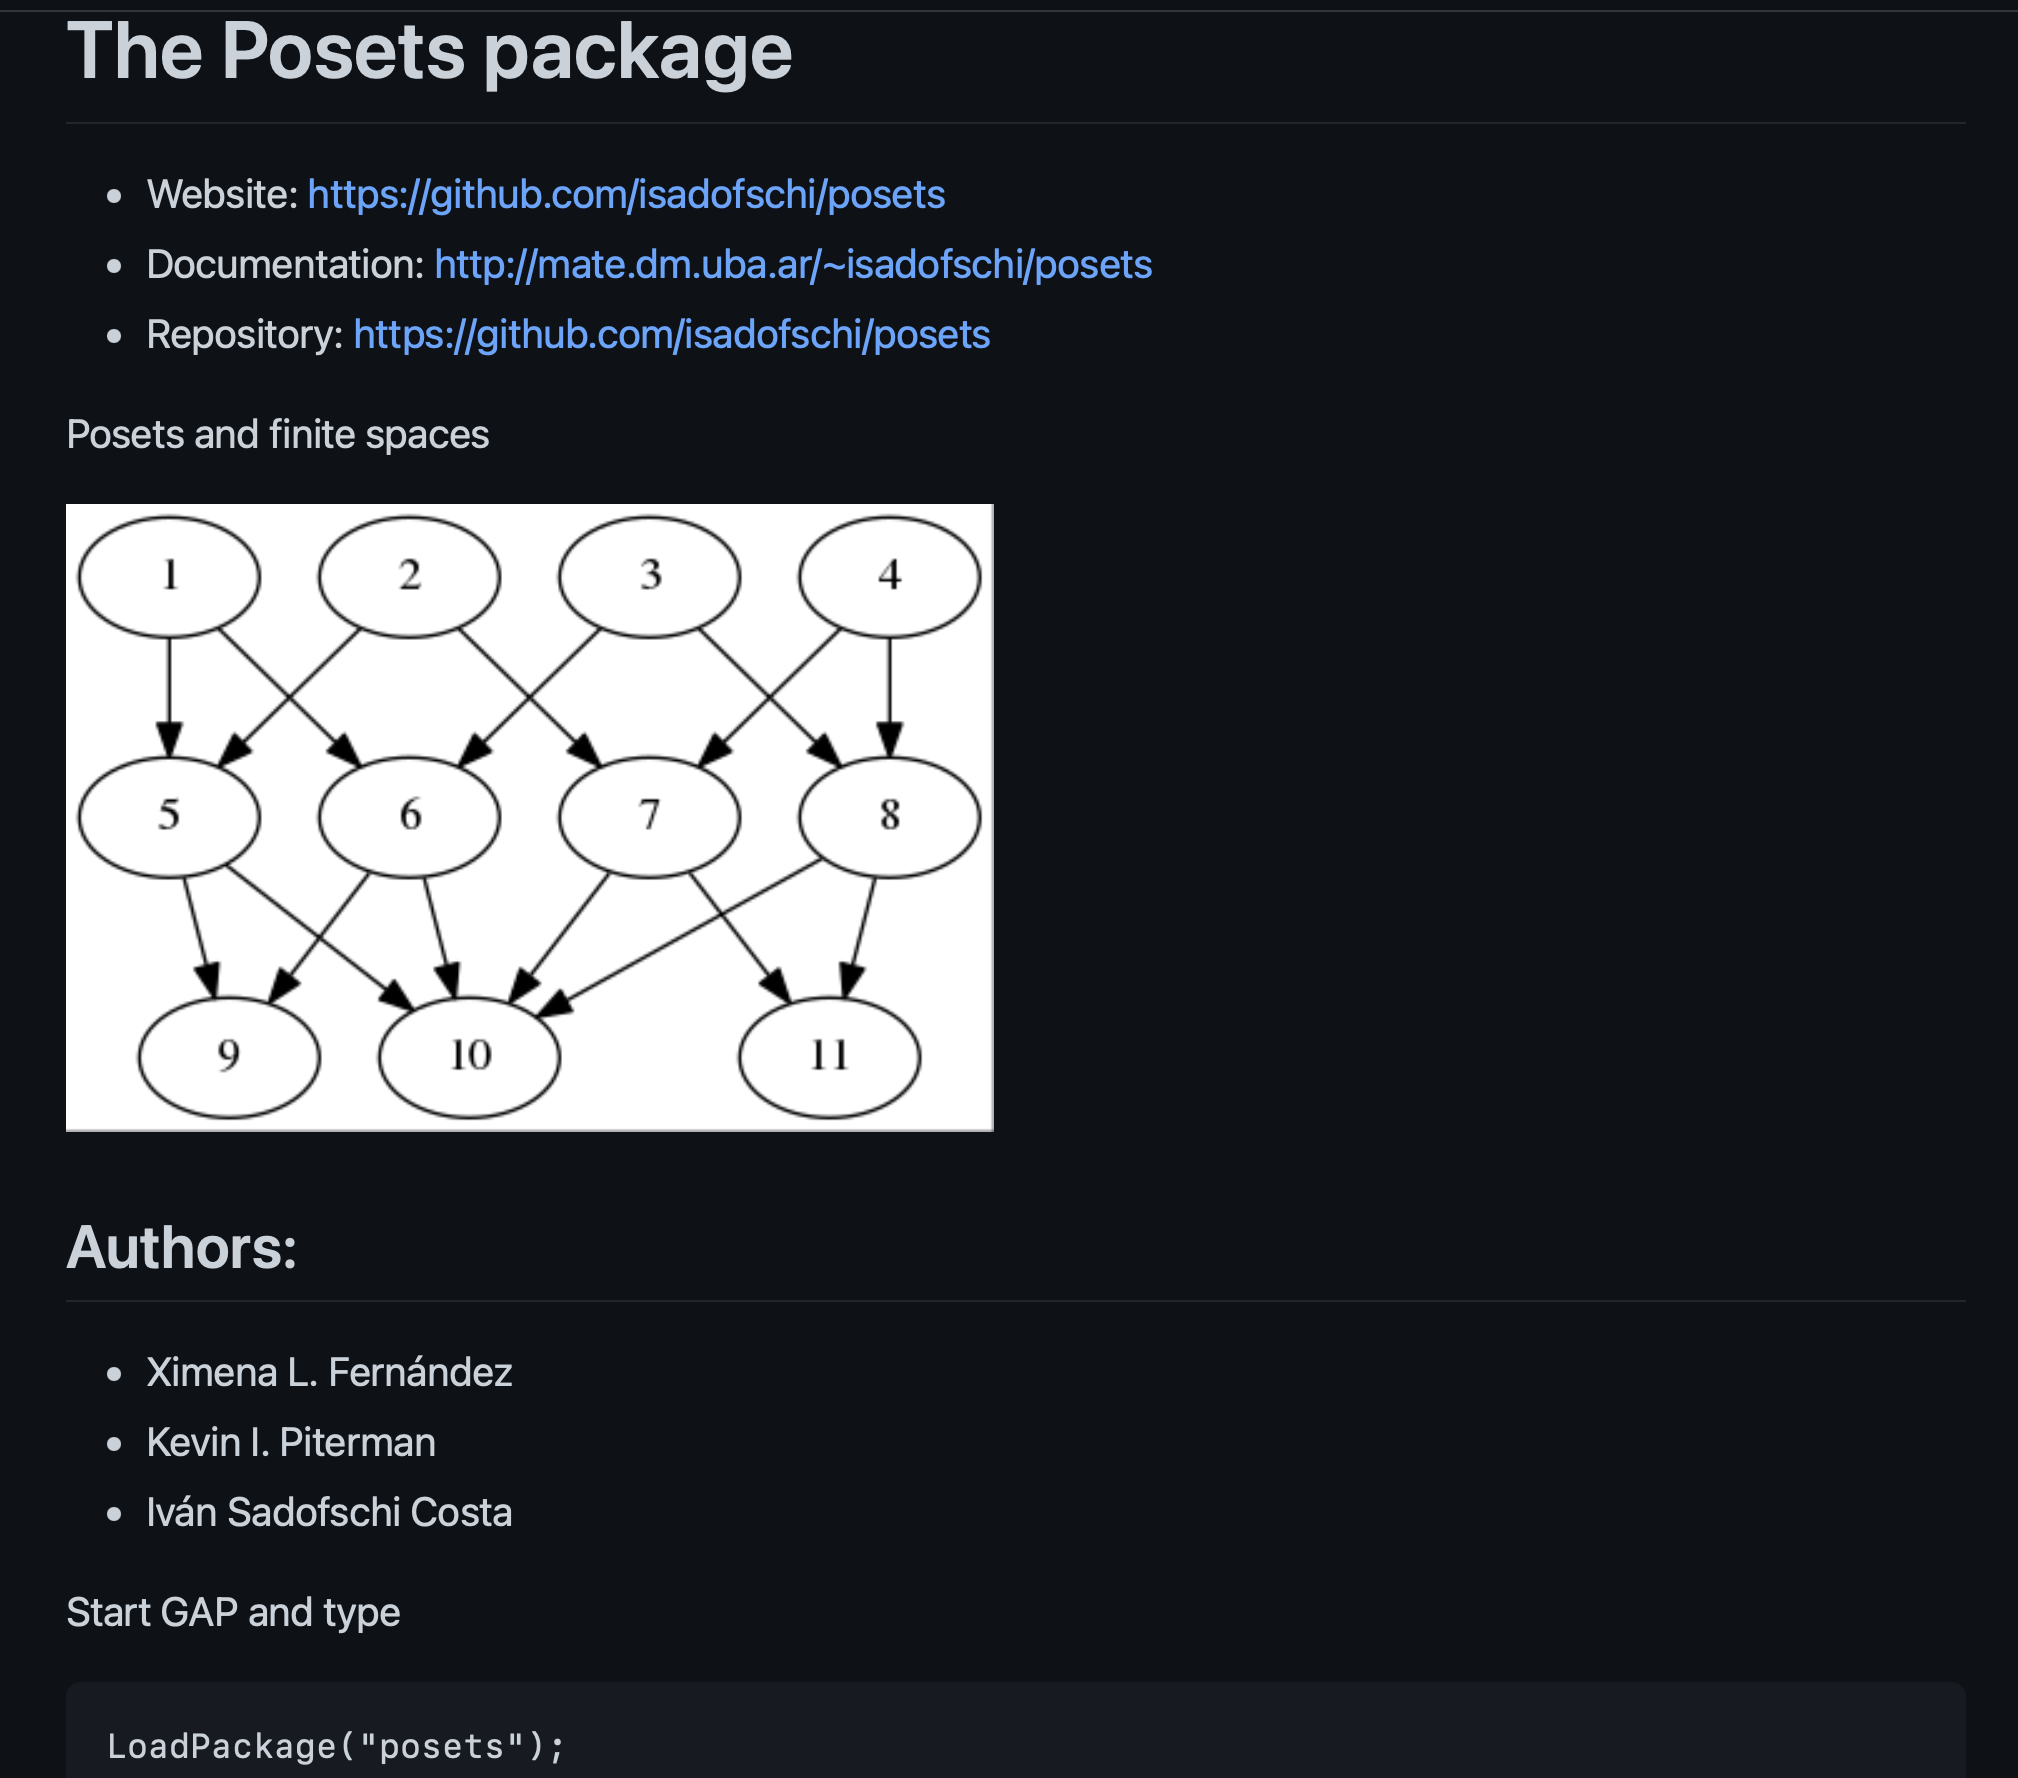 The Posets package
Website: https://github.com/isadofschi/posets
Documentation: http://mate.dm.uba.ar/~isadofschi/posets
Repository: https://github.com/isadofschi/posets
Posets and finite spaces
1 2 3 4
5 6 7 8
9 10 11
Authors:
Ximena L. Fernández
Kevin I. Piterman
Iván Sadofschi Costa
Start GAP and type
LoadPackage("posets");